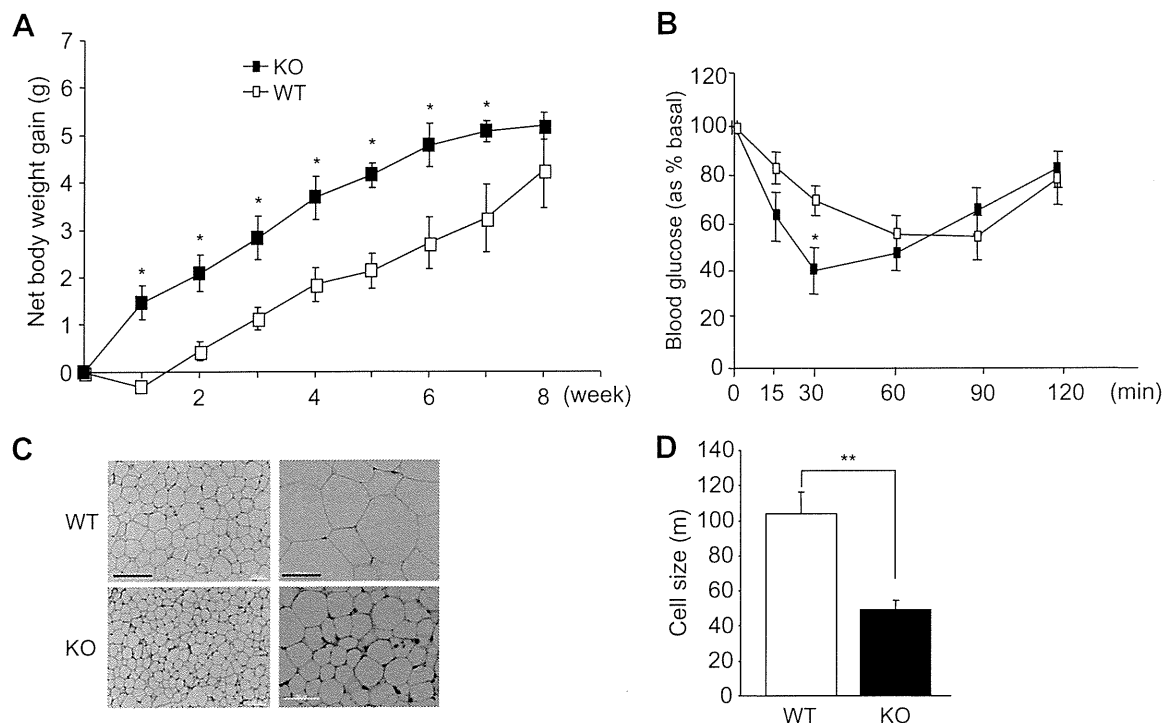 A
Net body weight gain (g)
7
6
5
4
3
2
1
0
KO
WT
* * * * * * *
2 4 6 8 (week)
B
Blood glucose (as % basal)
120
100
80
60
40
20
0
*
0 15 30 60 90 120 (min)
C
WT
KO
D
Cell size (m)
140
120
100
80
60
40
20
0
**
WT KO